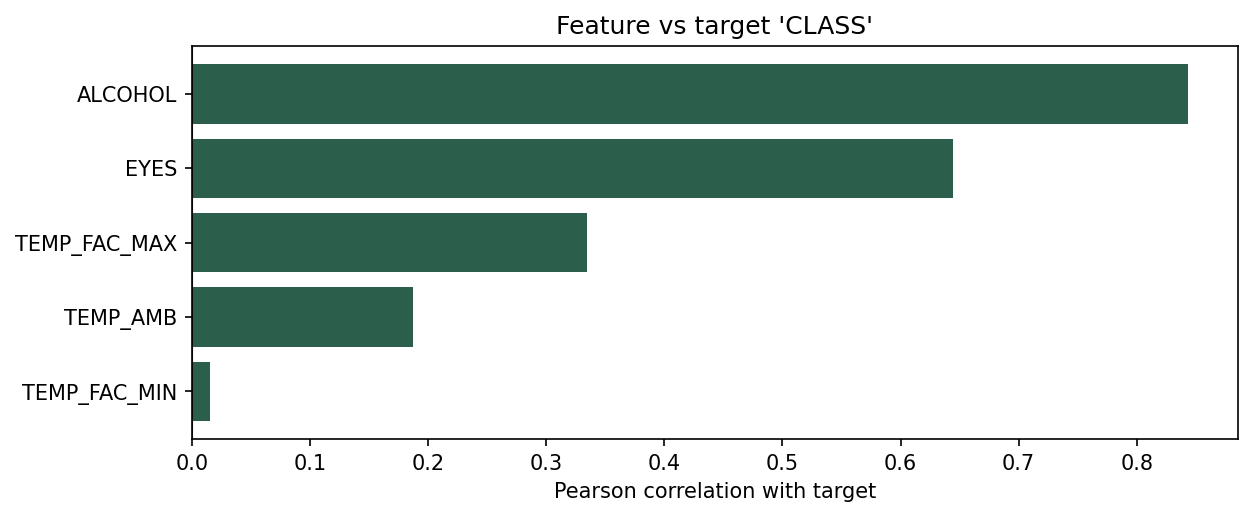 Feature vs target 'CLASS'
ALCOHOL
EYES
TEMP_FAC_MAX
TEMP_AMB
TEMP_FAC_MIN
0.0 0.1 0.2 0.3 0.4 0.5 0.6 0.7 0.8
Pearson correlation with target